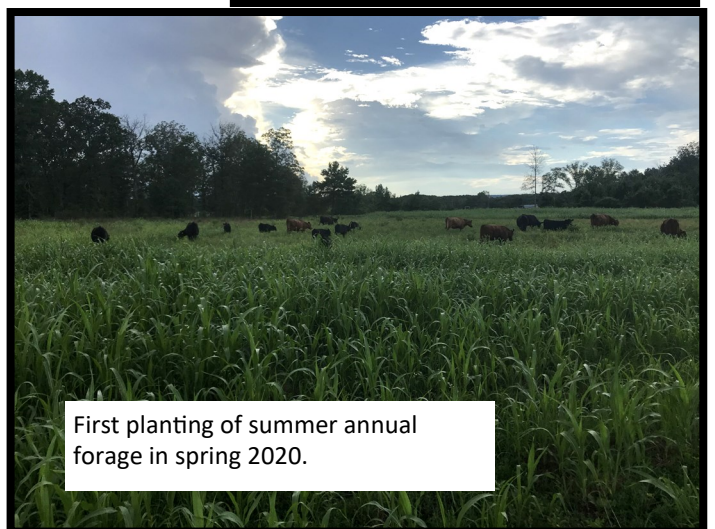 First planting of summer annual
forage in spring 2020.